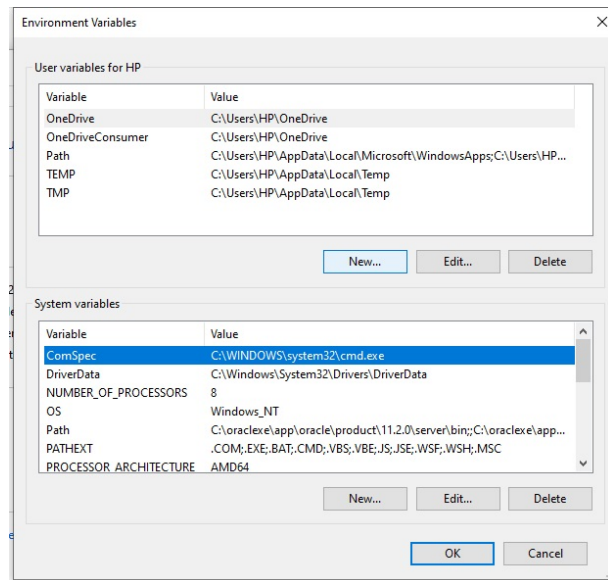 Environment Variables
User variables for HP
Variable Value
OneDrive C:\Users\HP\OneDrive
OneDriveConsumer C:\Users\HP\OneDrive
Path C:\Users\HP\AppData\Local\Microsoft\WindowsApps;C:\Users\HP...
TEMP C:\Users\HP\AppData\Local\Temp
TMP C:\Users\HP\AppData\Local\Temp
New... Edit... Delete
System variables
Variable Value
ComSpec C:\WINDOWS\system32\cmd.exe
DriverData C:\Windows\System32\Drivers\DriverData
NUMBER_OF_PROCESSORS 8
OS Windows_NT
Path C:\oraclexe\app\oracle\product\11.2.0\server\bin;;C:\oraclexe\app...
PATHEXT .COM;.EXE;.BAT;.CMD;.VBS;.VBE;.JS;.JSE;.WSF;.WSH;.MSC
PROCESSOR_ARCHITECTURE AMD64
New... Edit... Delete
OK Cancel